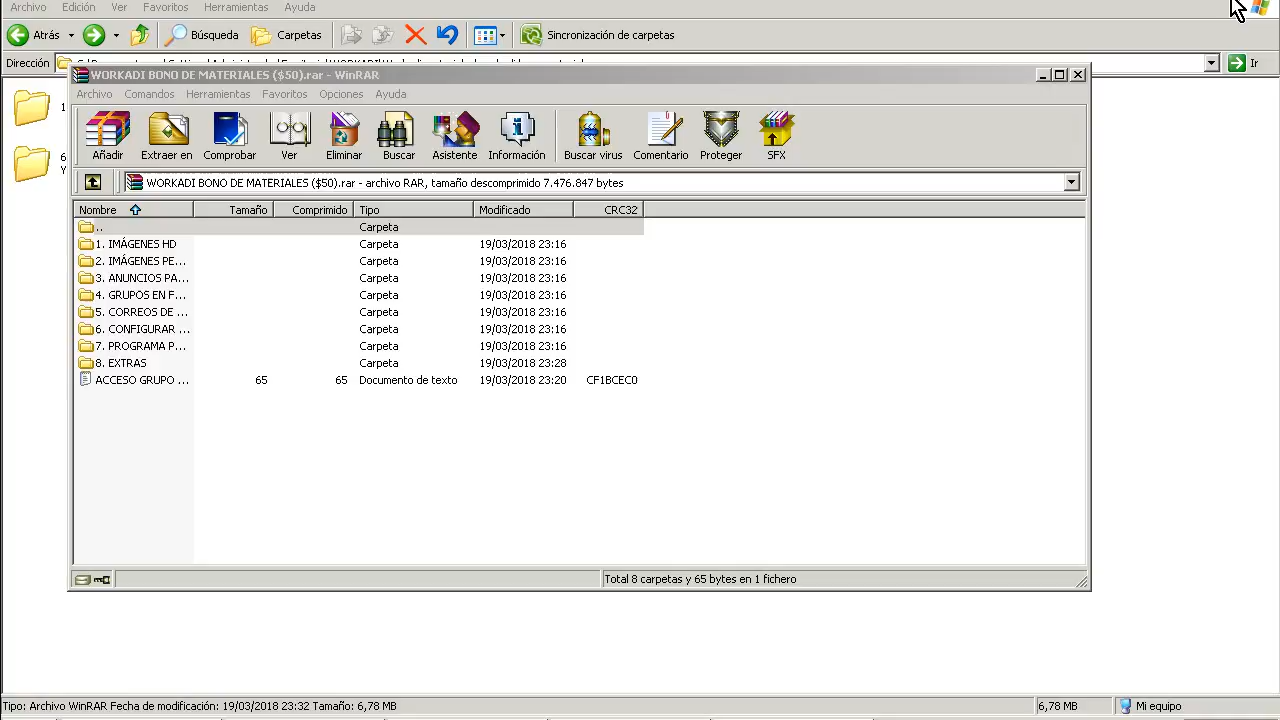 Archivo Edición Ver Favoritos Herramientas Ayuda
Atrás Búsqueda Carpetas Sincronización de carpetas
Dirección Ir
WORKADI BONO DE MATERIALES ($50).rar - WinRAR
Archivo Comandos Herramientas Favoritos Opciones Ayuda
Añadir Extraer en Comprobar Ver Eliminar Buscar Asistente Información Buscar virus Comentario Proteger SFX
WORKADI BONO DE MATERIALES ($50).rar - archivo RAR, tamaño descomprimido 7.476.847 bytes
Nombre Tamaño Comprimido Tipo Modificado CRC32
.. Carpeta
1. IMÁGENES HD Carpeta 19/03/2018 23:16
2. IMÁGENES PE... Carpeta 19/03/2018 23:16
3. ANUNCIOS PA... Carpeta 19/03/2018 23:16
4. GRUPOS EN F... Carpeta 19/03/2018 23:16
5. CORREOS DE ... Carpeta 19/03/2018 23:16
6. CONFIGURAR ... Carpeta 19/03/2018 23:16
7. PROGRAMA P... Carpeta 19/03/2018 23:16
8. EXTRAS Carpeta 19/03/2018 23:28
ACCESO GRUPO ... 65 65 Documento de texto 19/03/2018 23:20 CF1BCEC0
Total 8 carpetas y 65 bytes en 1 fichero
1
6
Y
Tipo: Archivo WinRAR Fecha de modificación: 19/03/2018 23:32 Tamaño: 6,78 MB 6,78 MB Mi equipo